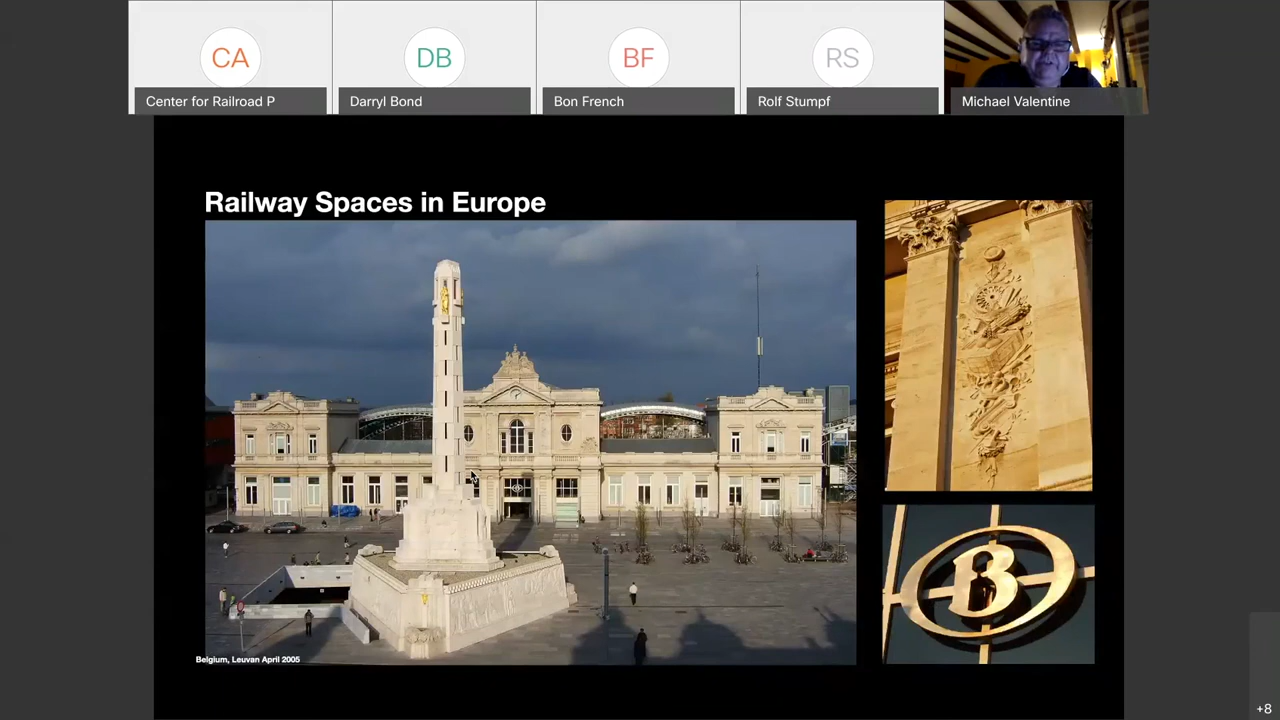 CA
DB
BF
RS
Center for Railroad P
Darryl Bond
Bon French
Rolf Stumpf
Michael Valentine
Railway Spaces in Europe
B
Belgium, Leuvan April 2005
+8